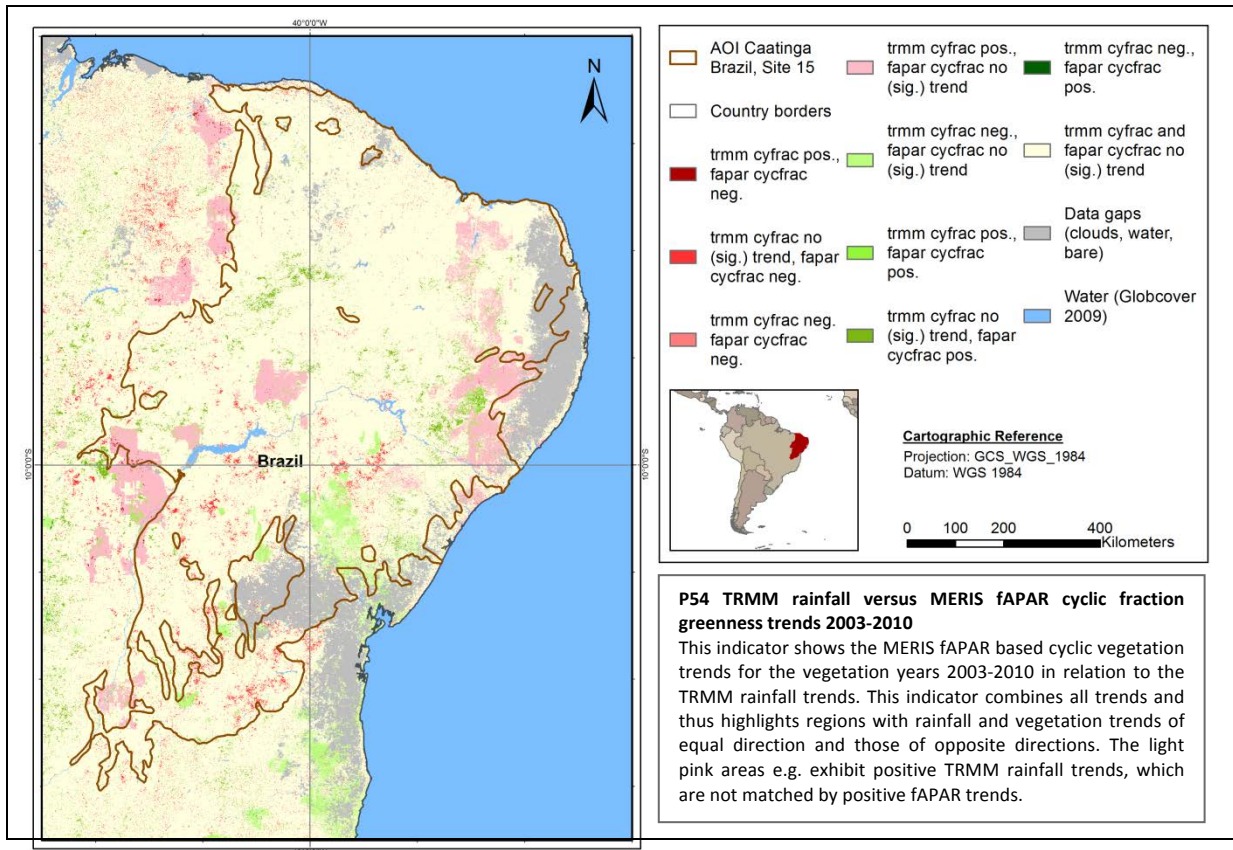 40°0'0"W
N
10°0'0"S
Brazil
10°0'0"S
AOI Caatinga
Brazil, Site 15
Country borders
trmm cyfrac pos.,
fapar cycfrac
neg.
trmm cyfrac no
(sig.) trend, fapar
cycfrac neg.
trmm cyfrac neg.
fapar cycfrac
neg.
trmm cyfrac pos.,
fapar cycfrac no
(sig.) trend
trmm cyfrac neg.,
fapar cycfrac no
(sig.) trend
trmm cyfrac pos.,
fapar cycfrac
pos.
trmm cyfrac no
(sig.) trend, fapar
cycfrac pos.
trmm cyfrac neg.,
fapar cycfrac
pos.
trmm cyfrac and
fapar cycfrac no
(sig.) trend
Data gaps
(clouds, water,
bare)
Water (Globcover
2009)
Cartographic Reference
Projection: GCS_WGS_1984
Datum: WGS 1984
0 100 200 400
Kilometers
P54 TRMM rainfall versus MERIS fAPAR cyclic fraction
greenness trends 2003-2010
This indicator shows the MERIS fAPAR based cyclic vegetation
trends for the vegetation years 2003-2010 in relation to the
TRMM rainfall trends. This indicator combines all trends and
thus highlights regions with rainfall and vegetation trends of
equal direction and those of opposite directions. The light
pink areas e.g. exhibit positive TRMM rainfall trends, which
are not matched by positive fAPAR trends.